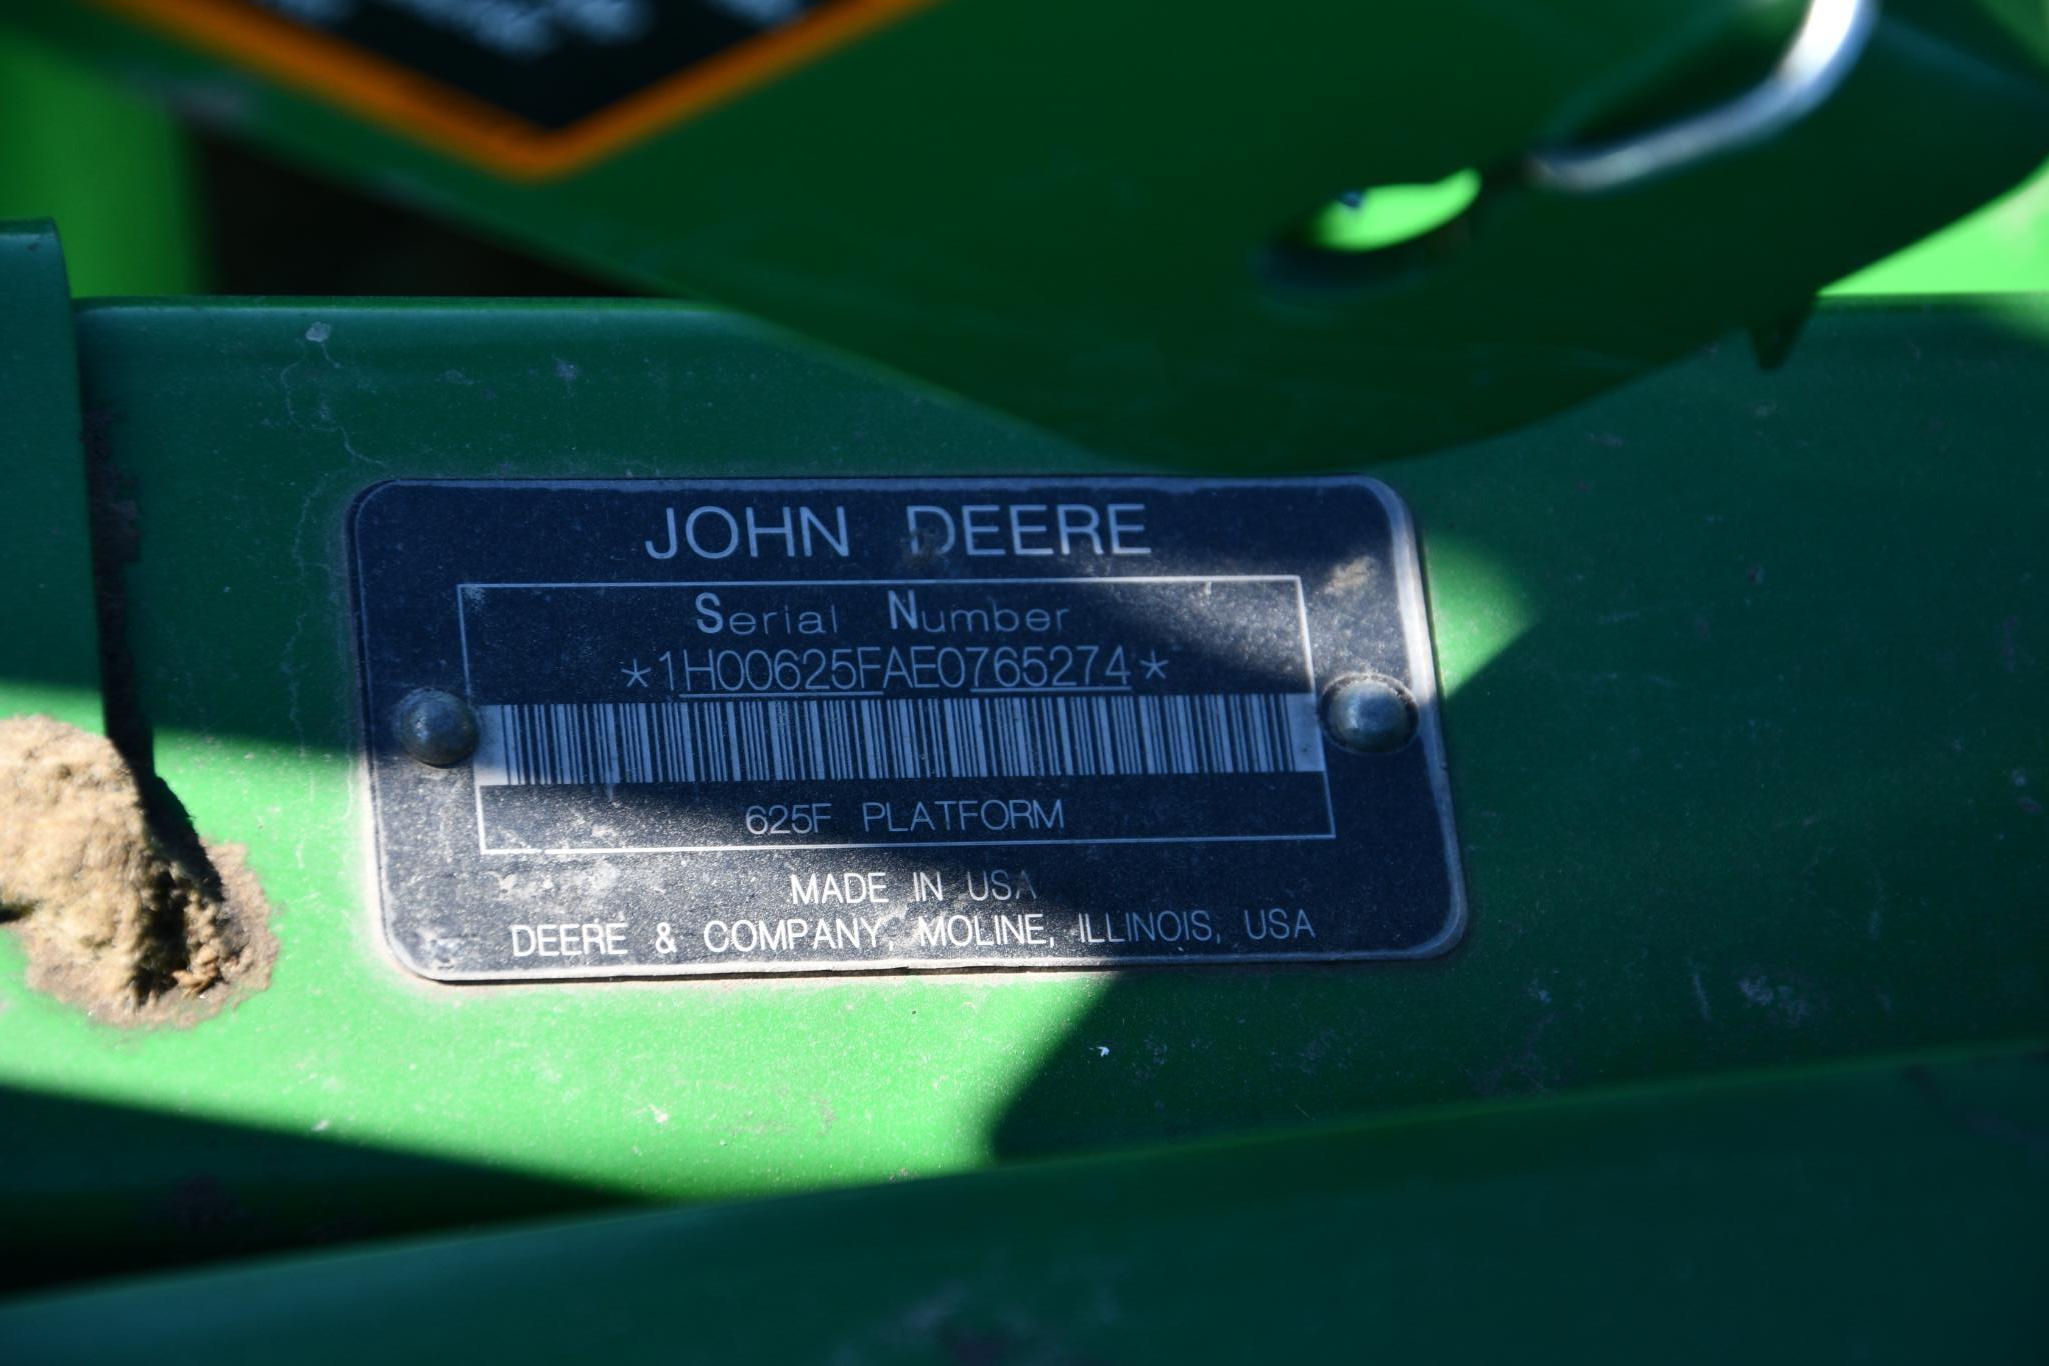 JOHN DEERE
Serial Number
*1H00625FAE0765274*
625F PLATFORM
MADE IN USA
DEERE & COMPANY, MOLINE, ILLINOIS, USA